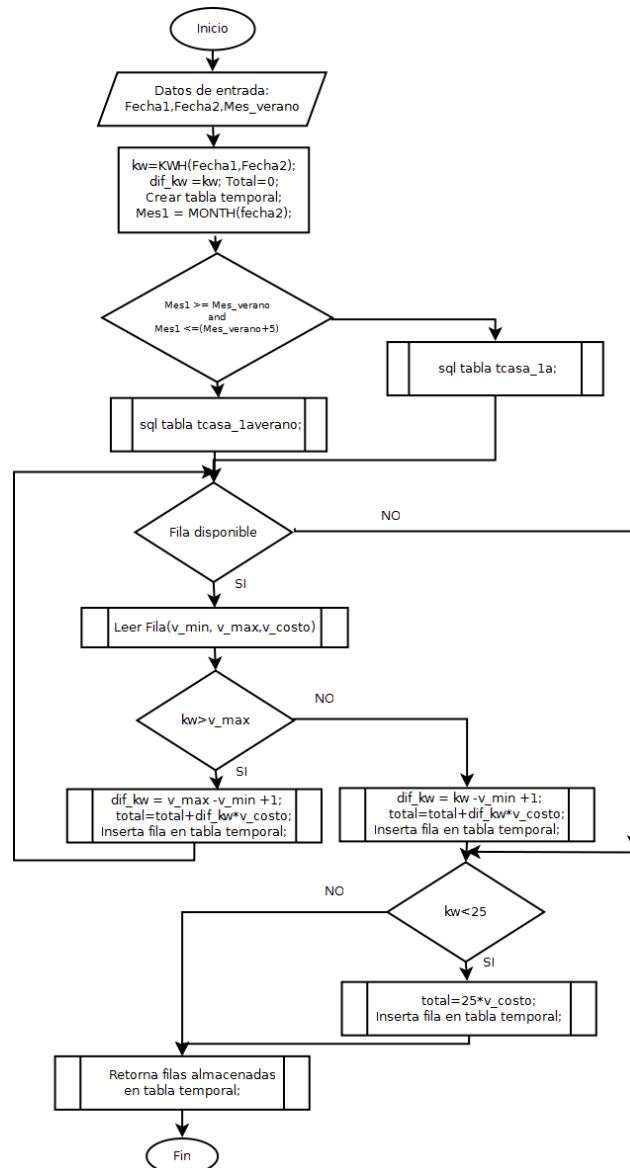 Inicio
Datos de entrada:
Fecha1,Fecha2,Mes_verano
kw=KWH(Fecha1,Fecha2);
dif_kw =kw; Total=0;
Crear tabla temporal;
Mes1 = MONTH(fecha2);
Mes1 >= Mes_verano
and
Mes1 <=(Mes_verano+5)
sql tabla tcasa_1a;
sql tabla tcasa_1averano;
Fila disponible
NO
SI
Leer Fila(v_min, v_max,v_costo)
kw>v_max
NO
SI
dif_kw = v_max -v_min +1;
total=total+dif_kw*v_costo;
Inserta fila en tabla temporal;
dif_kw = kw -v_min +1;
total=total+dif_kw*v_costo;
Inserta fila en tabla temporal;
kw<25
NO
SI
total=25*v_costo;
Inserta fila en tabla temporal;
Retorna filas almacenadas
en tabla temporal;
Fin